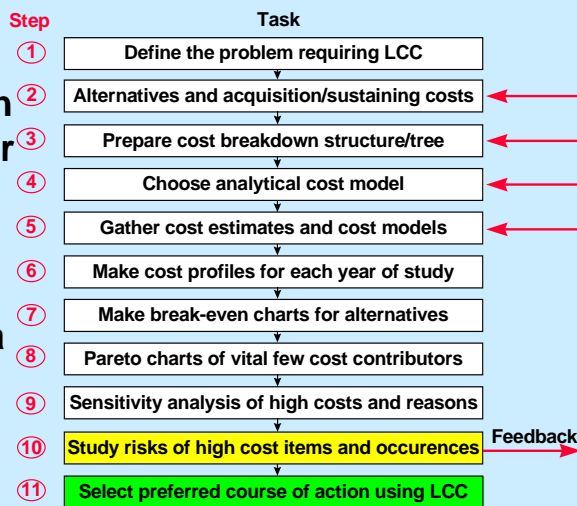 Step Task
1 Define the problem requiring LCC
2 Alternatives and acquisition/sustaining costs
3 Prepare cost breakdown structure/tree
4 Choose analytical cost model
5 Gather cost estimates and cost models
6 Make cost profiles for each year of study
7 Make break-even charts for alternatives
8 Pareto charts of vital few cost contributors
9 Sensitivity analysis of high costs and reasons
10 Study risks of high cost items and occurences Feedback
11 Select preferred course of action using LCC